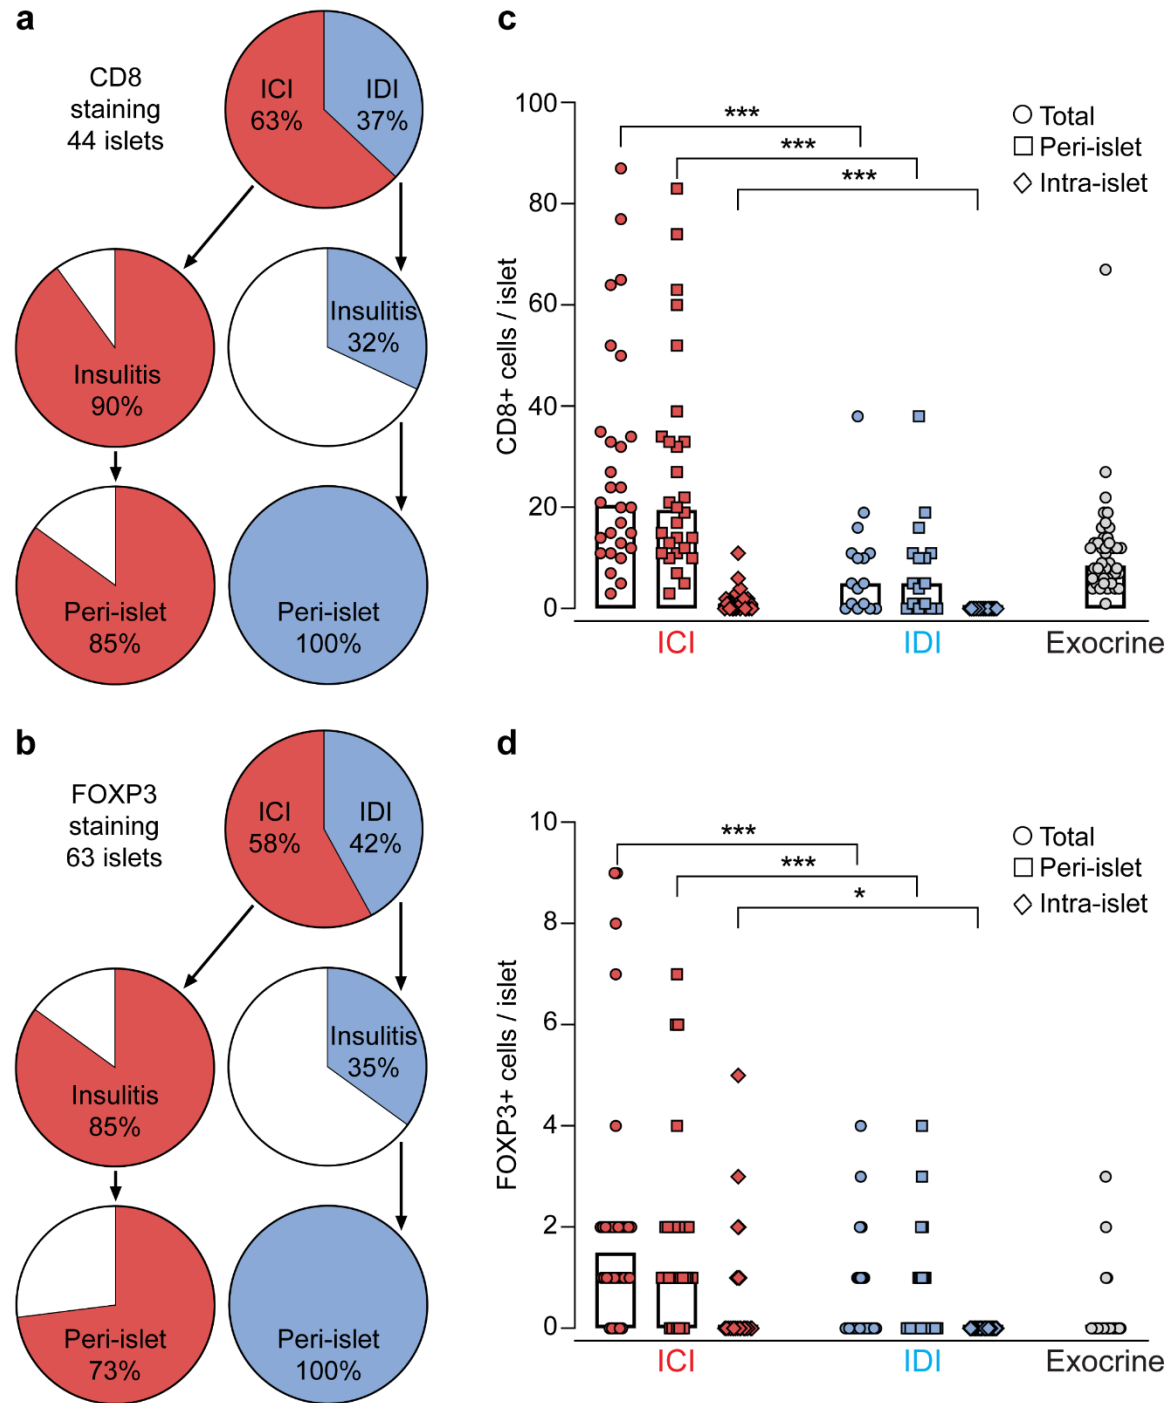 a
CD8
staining
44 islets
ICI
63%
IDI
37%
Insulitis
90%
Insulitis
32%
Peri-islet
85%
Peri-islet
100%
b
FOXP3
staining
63 islets
ICI
58%
IDI
42%
Insulitis
85%
Insulitis
35%
Peri-islet
73%
Peri-islet
100%
c
CD8+ cells / islet
100
80
60
40
20
0
***
***
***
Total
Peri-islet
Intra-islet
ICI
IDI
Exocrine
d
FOXP3+ cells / islet
10
8
6
4
2
0
***
***
*
Total
Peri-islet
Intra-islet
ICI
IDI
Exocrine